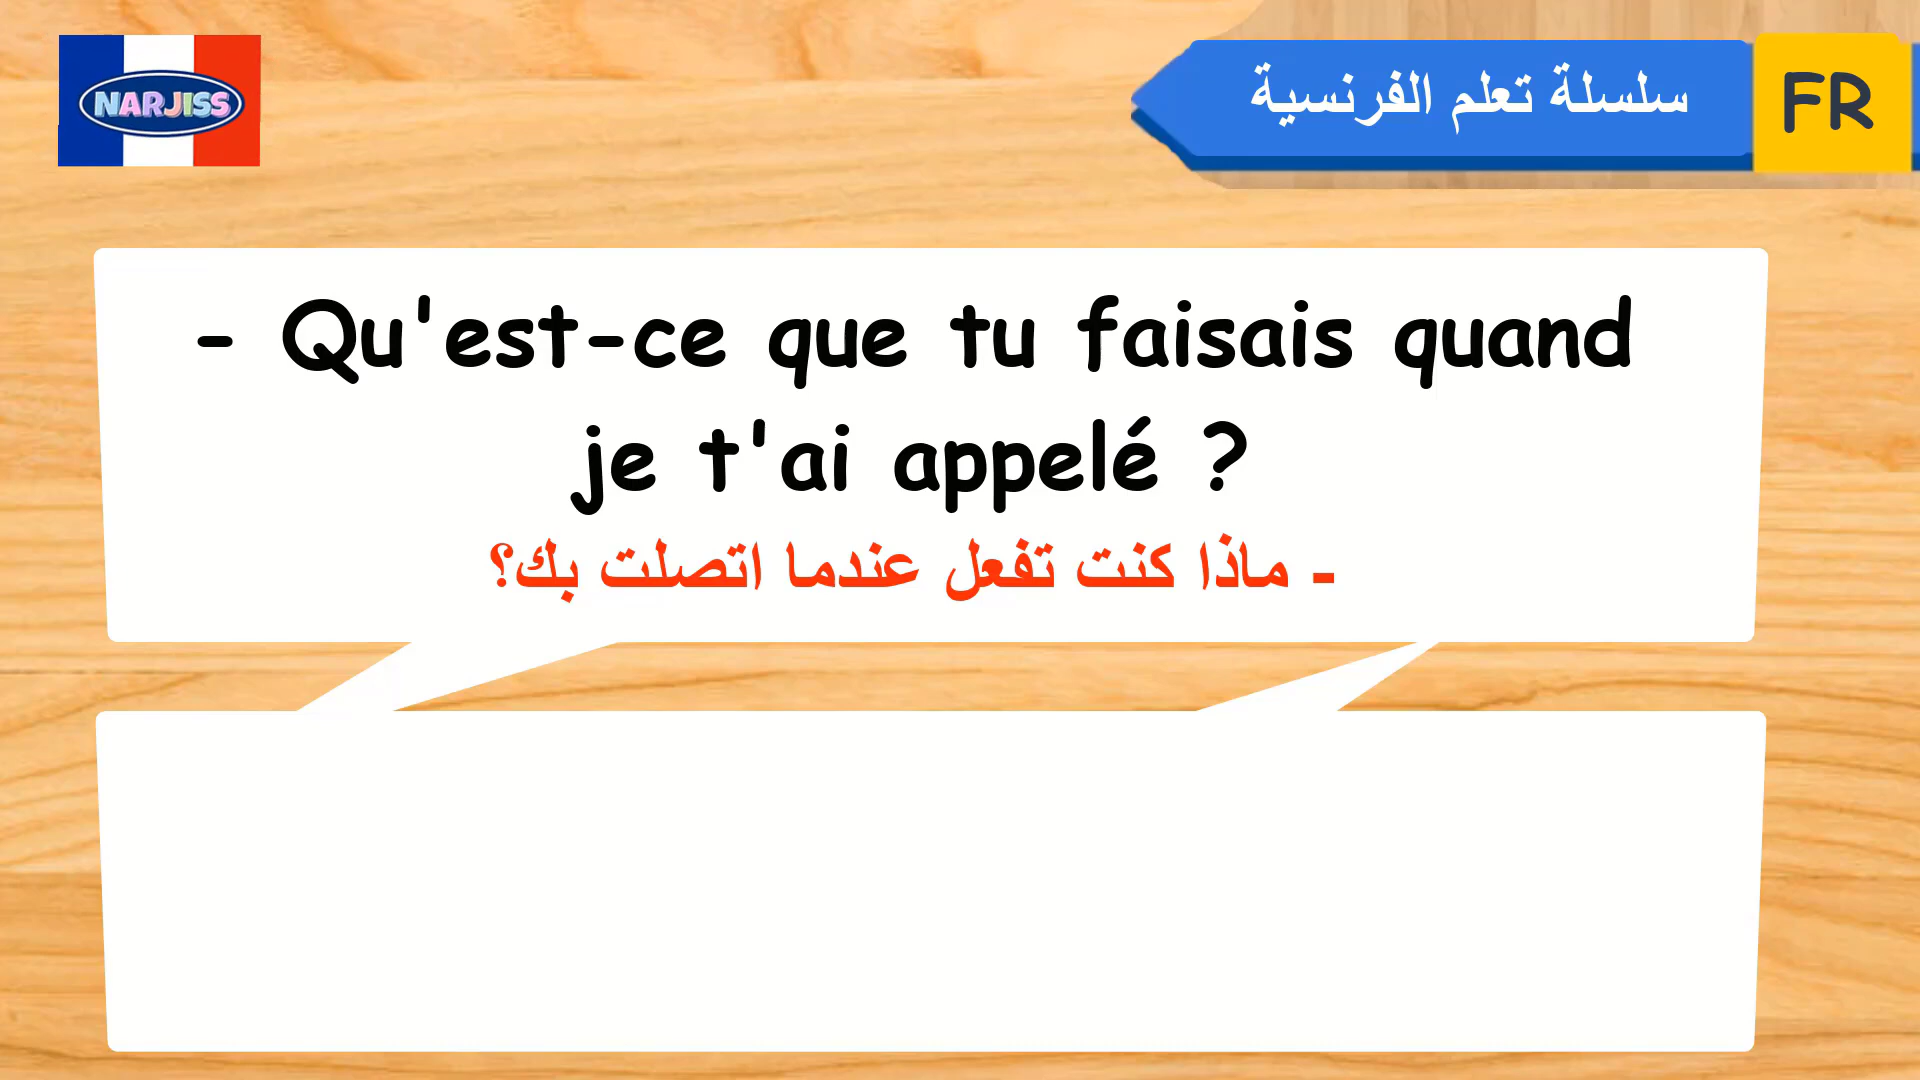 NARJISS
سلسلة تعلم الفرنسية
FR
- Qu'est-ce que tu faisais quand
je t'ai appelé ?
- ماذا كنت تفعل عندما اتصلت بك؟